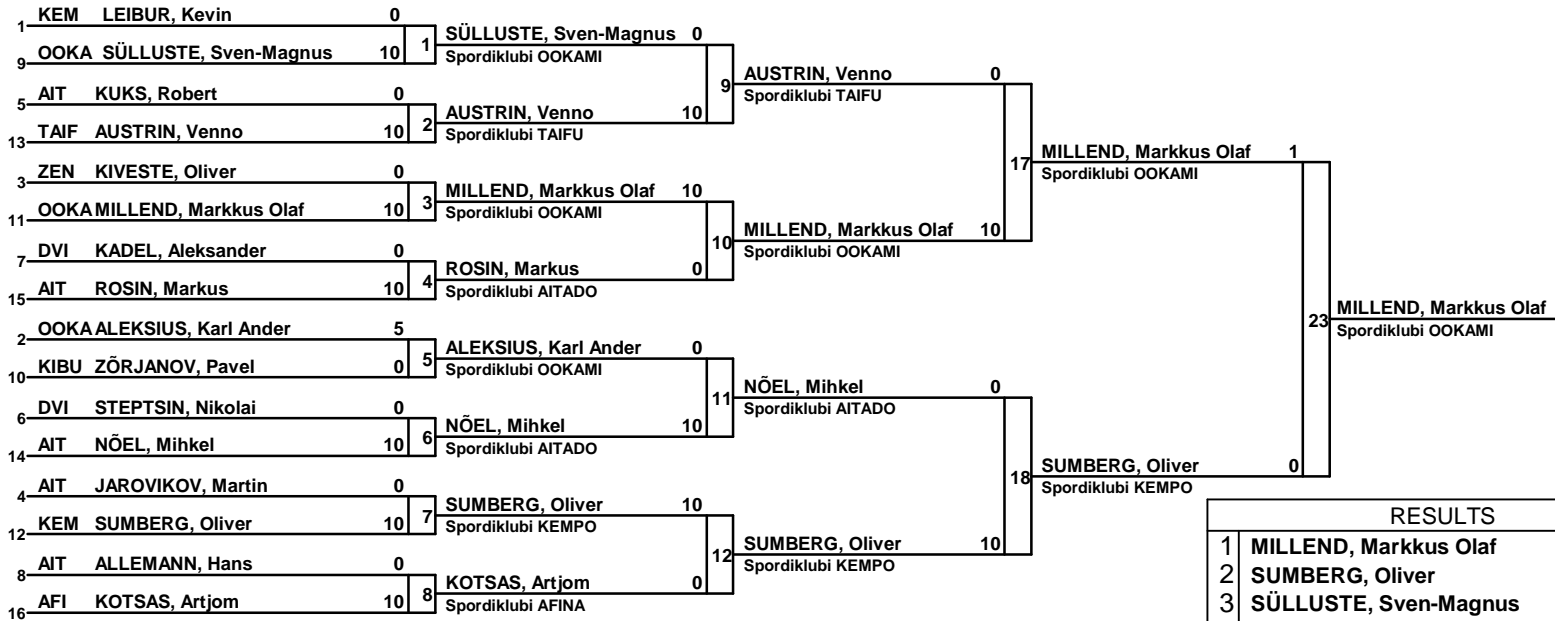 KEM LEIBUR, Kevin 0
1
OOKA SÜLLUSTE, Sven-Magnus 10
9
1
SÜLLUSTE, Sven-Magnus 0
Spordiklubi OOKAMI
AIT KUKS, Robert 0
5
TAIF AUSTRIN, Venno 10
13
2
AUSTRIN, Venno 10
Spordiklubi TAIFU
9
AUSTRIN, Venno 0
Spordiklubi TAIFU
ZEN KIVESTE, Oliver 0
3
OOKA MILLEND, Markkus Olaf 10
11
3
MILLEND, Markkus Olaf 10
Spordiklubi OOKAMI
DVI KADEL, Aleksander 0
7
AIT ROSIN, Markus 10
15
4
ROSIN, Markus 0
Spordiklubi AITADO
10
MILLEND, Markkus Olaf 10
Spordiklubi OOKAMI
17
MILLEND, Markkus Olaf 1
Spordiklubi OOKAMI
OOKA ALEKSIUS, Karl Ander 5
2
KIBU ZÕRJANOV, Pavel 0
10
5
ALEKSIUS, Karl Ander 0
Spordiklubi OOKAMI
DVI STEPTSIN, Nikolai 0
6
AIT NÕEL, Mihkel 10
14
6
NÕEL, Mihkel 10
Spordiklubi AITADO
11
NÕEL, Mihkel 0
Spordiklubi AITADO
AIT JAROVIKOV, Martin 0
4
KEM SUMBERG, Oliver 10
12
7
SUMBERG, Oliver 10
Spordiklubi KEMPO
AIT ALLEMANN, Hans 0
8
AFI KOTSAS, Artjom 10
16
8
KOTSAS, Artjom 0
Spordiklubi AFINA
12
SUMBERG, Oliver 10
Spordiklubi KEMPO
18
SUMBERG, Oliver 0
Spordiklubi KEMPO
23
MILLEND, Markkus Olaf
Spordiklubi OOKAMI
RESULTS
1 MILLEND, Markkus Olaf
2 SUMBERG, Oliver
3 SÜLLUSTE, Sven-Magnus